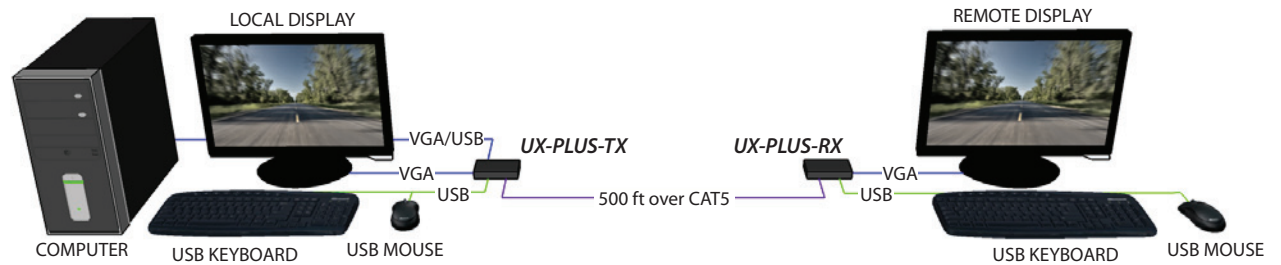 LOCAL DISPLAY
REMOTE DISPLAY
VGA/USB
UX-PLUS-TX
UX-PLUS-RX
VGA
VGA
USB
500 ft over CAT5
USB
COMPUTER
USB KEYBOARD
USB MOUSE
USB KEYBOARD
USB MOUSE